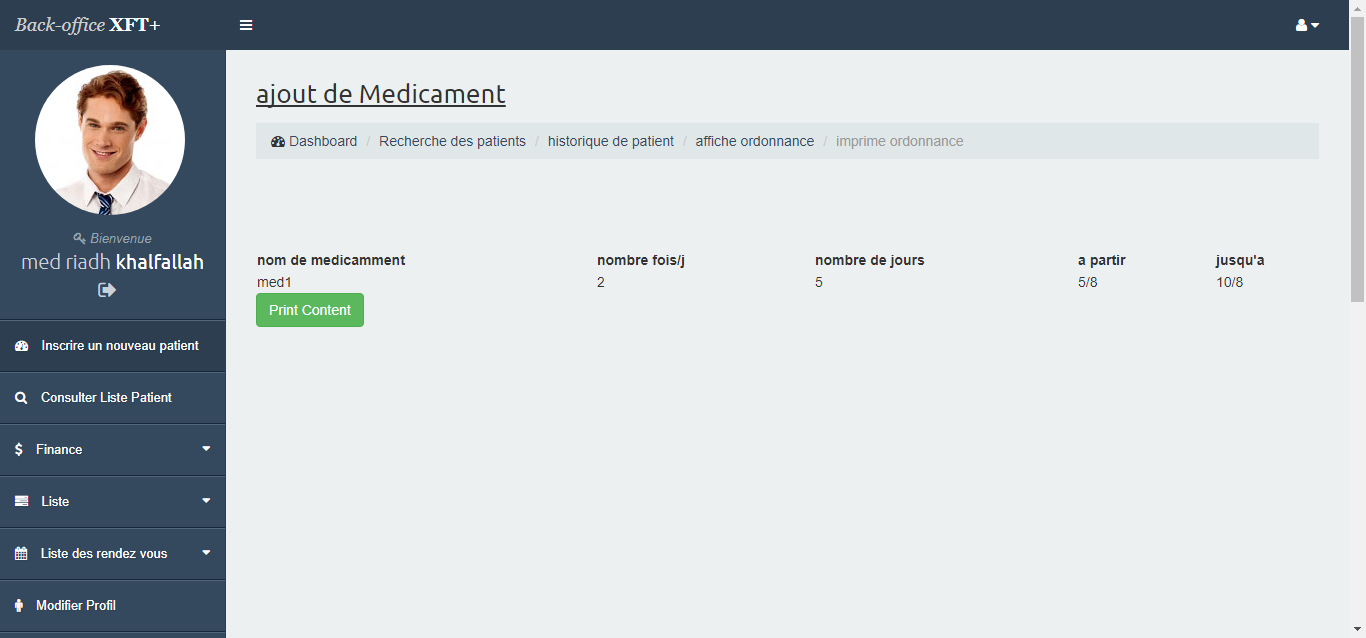 Back-office XFT+
ajout de Medicament
Dashboard / Recherche des patients / historique de patient / affiche ordonnance / imprime ordonnance
Bienvenue
med riadh khalfallah
nom de medicamment nombre fois/j nombre de jours a partir jusqu'a
med1 2 5 5/8 10/8
Print Content
Inscrire un nouveau patient
Consulter Liste Patient
Finance
Liste
Liste des rendez vous
Modifier Profil